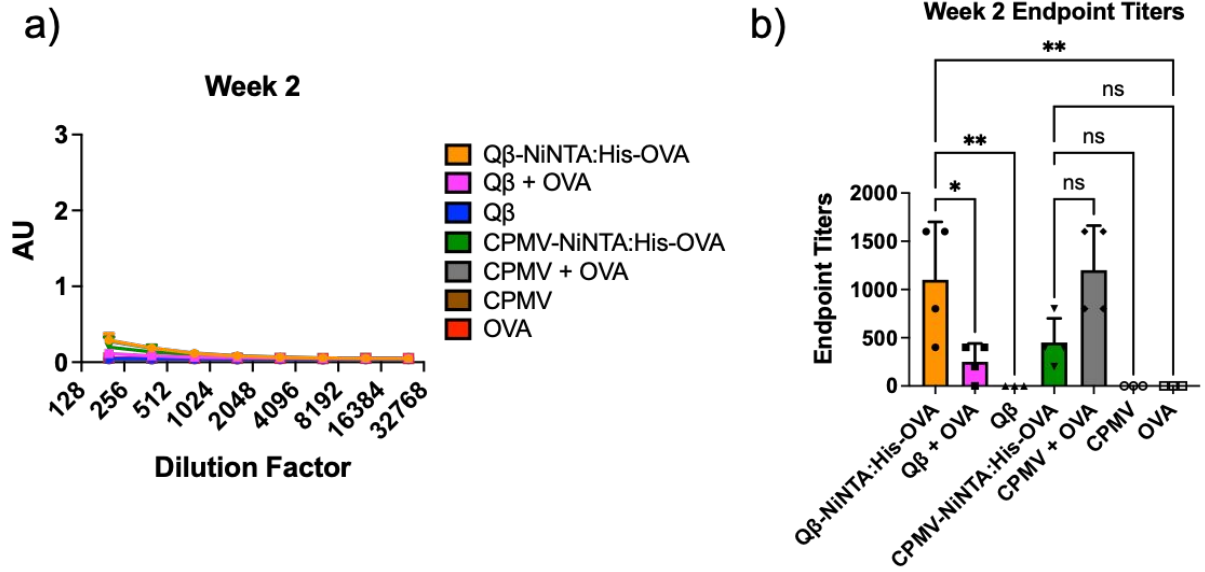 a)
Week 2
3
2
1
0
AU
128
256
512
1024
2048
4096
8192
16384
32768
Dilution Factor
Qβ-NiNTA:His-OVA
Qβ + OVA
Qβ
CPMV-NiNTA:His-OVA
CPMV + OVA
CPMV
OVA
b)
Week 2 Endpoint Titers
**
ns
**
ns
*
ns
2000
1500
1000
500
0
Endpoint Titers
Qβ-NiNTA:His-OVA
Qβ + OVA
Qβ
CPMV-NiNTA:His-OVA
CPMV + OVA
CPMV
OVA